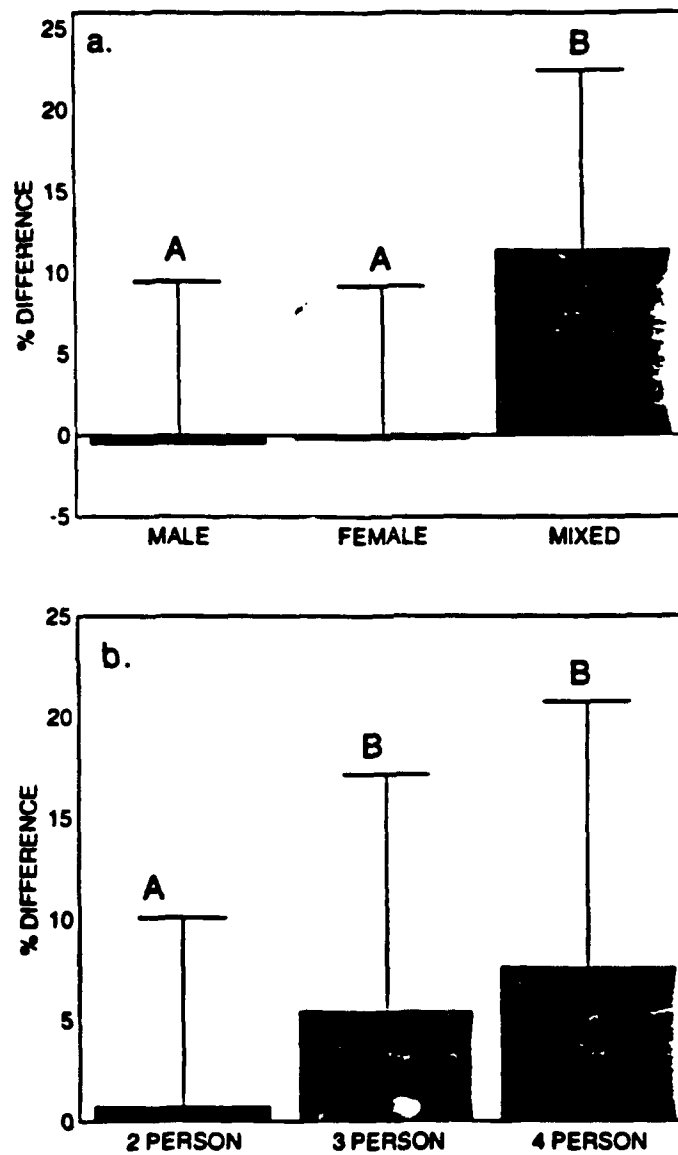 a.
B
A
A
25
20
15
10
5
0
-5
% DIFFERENCE
MALE
FEMALE
MIXED
b.
B
B
A
25
20
15
10
5
0
% DIFFERENCE
2 PERSON
3 PERSON
4 PERSON